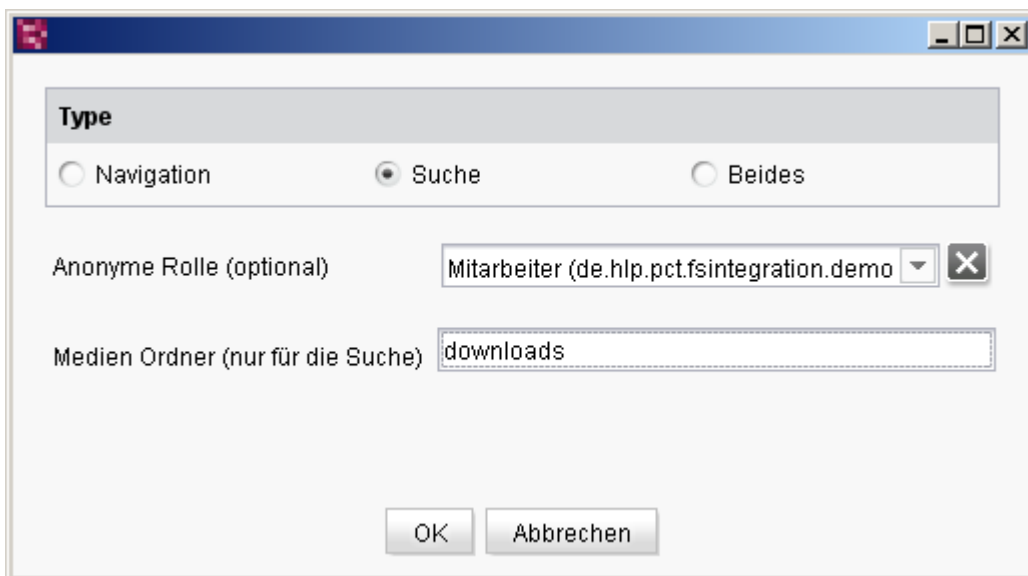 Type
Navigation Suche Beides
Anonyme Rolle (optional) Mitarbeiter (de.hlp.pct.fsintegration.demo
Medien Ordner (nur für die Suche) downloads
OK Abbrechen